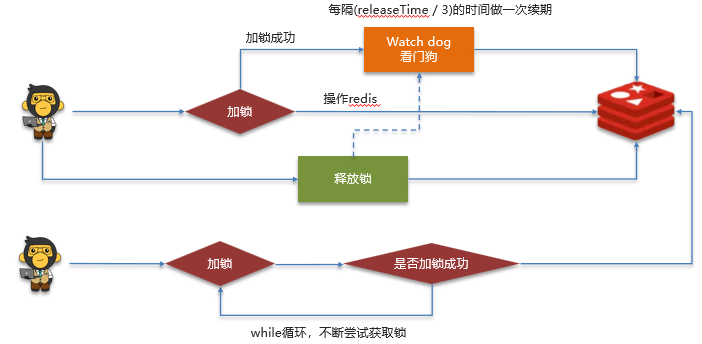 每隔(releaseTime / 3)的时间做一次续期
加锁成功
Watch dog
看门狗
加锁
操作redis
释放锁
加锁
是否加锁成功
while循环，不断尝试获取锁